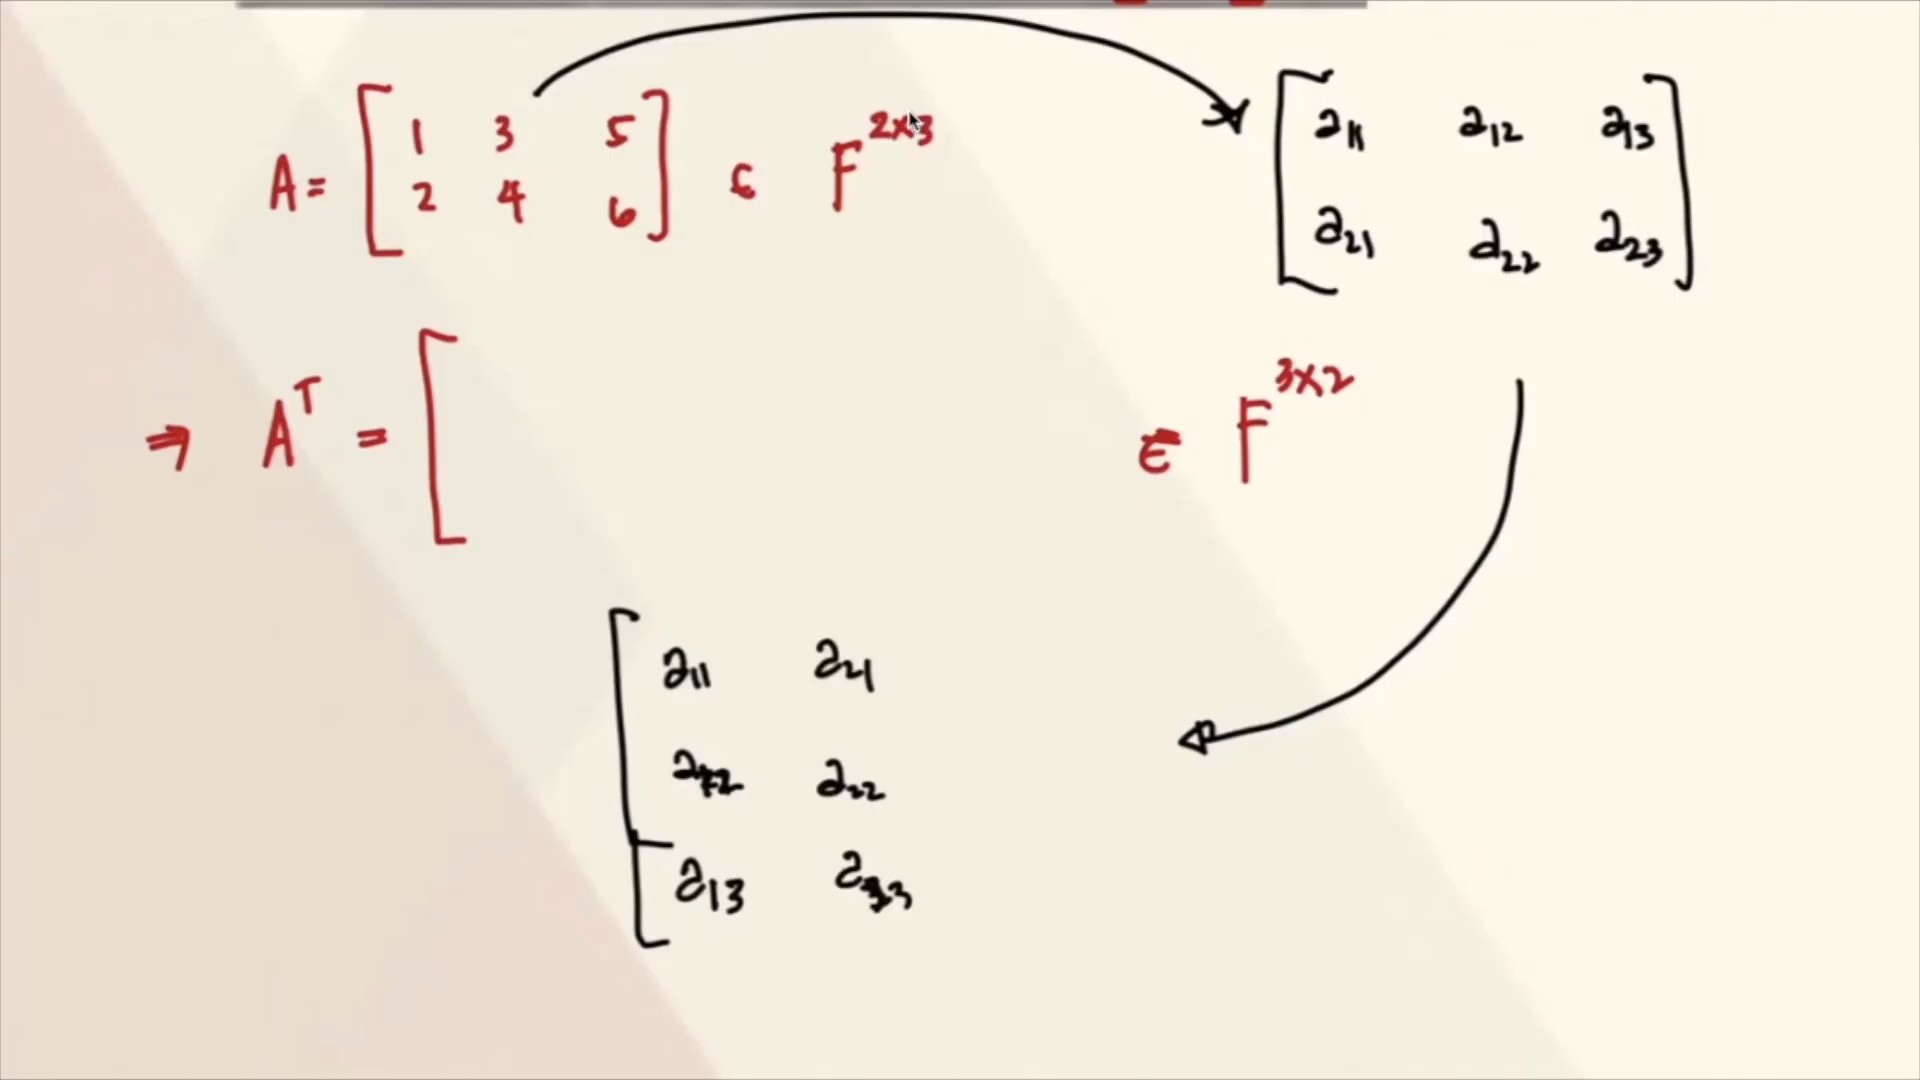 A = [ 1 3 5 ] ∈ F^{2×3}
2 4 6
[ a₁₁ a₁₂ a₁₃ ]
a₂₁ a₂₂ a₂₃
⇒ A^T = [ ∈ F^{3×2}
[ a₁₁ a₂₁
a₁₂ a₂₂
a₁₃ a₂₃